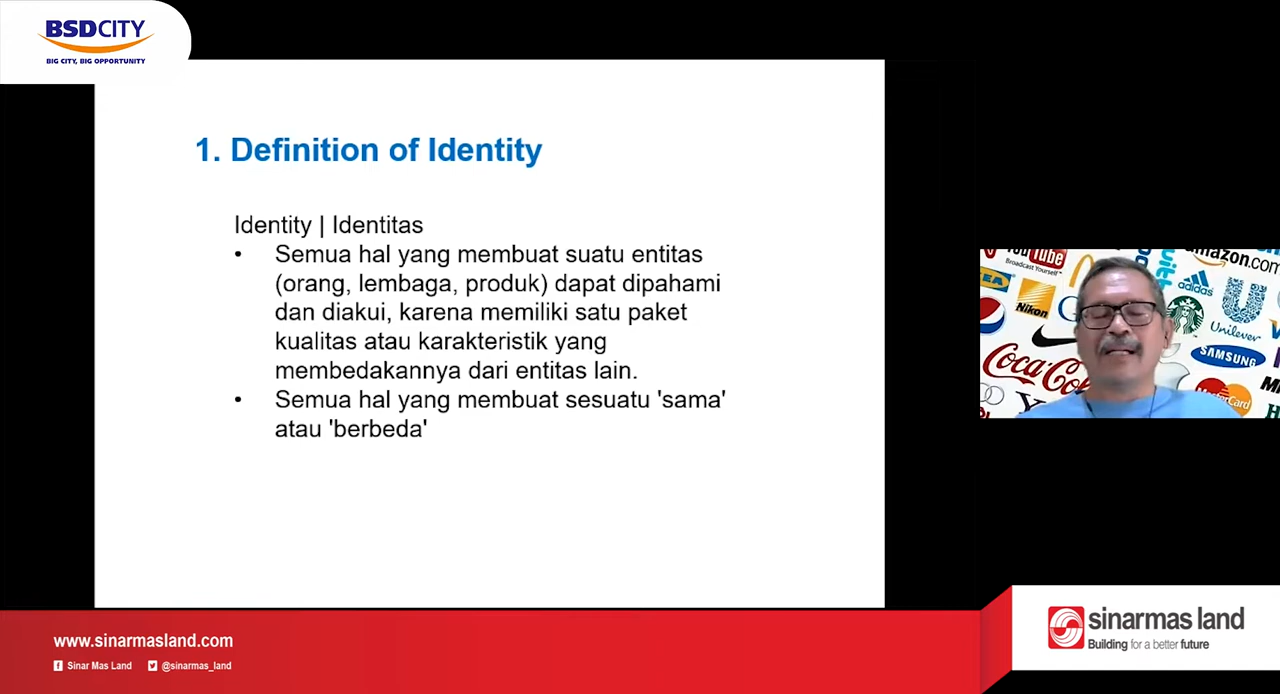 BSDCITY
BIG CITY, BIG OPPORTUNITY
1. Definition of Identity
Identity | Identitas
• Semua hal yang membuat suatu entitas
(orang, lembaga, produk) dapat dipahami
dan diakui, karena memiliki satu paket
kualitas atau karakteristik yang
membedakannya dari entitas lain.
• Semua hal yang membuat sesuatu 'sama'
atau 'berbeda'
YouTube
Broadcast Yourself™
amazon.com
IKEA
adidas
Nikon
Unilever
SAMSUNG
Coca-Cola
MasterCard
www.sinarmasland.com
Sinar Mas Land
@sinarmas_land
sinarmas land
Building for a better future